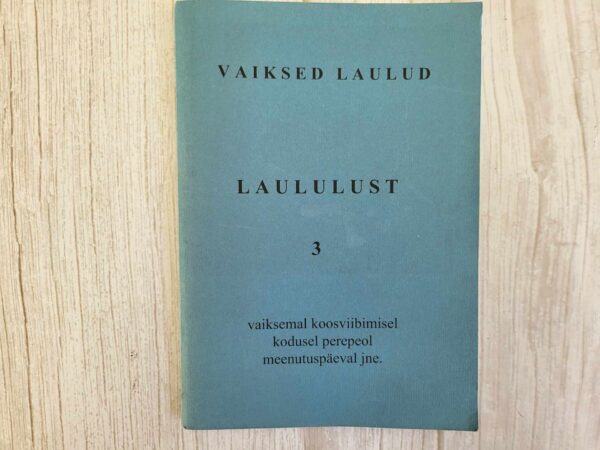 VAIKSED LAULUD
LAULULUST
3
vaiksemal koosviibimisel
kodusel perepeol
meenutuspäeval jne.